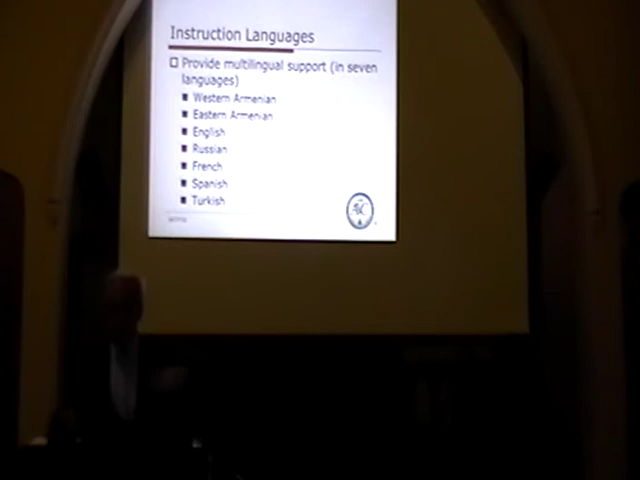 Instruction Languages
Provide multilingual support (in seven
languages)
Western Armenian
Eastern Armenian
English
Russian
French
Spanish
Turkish